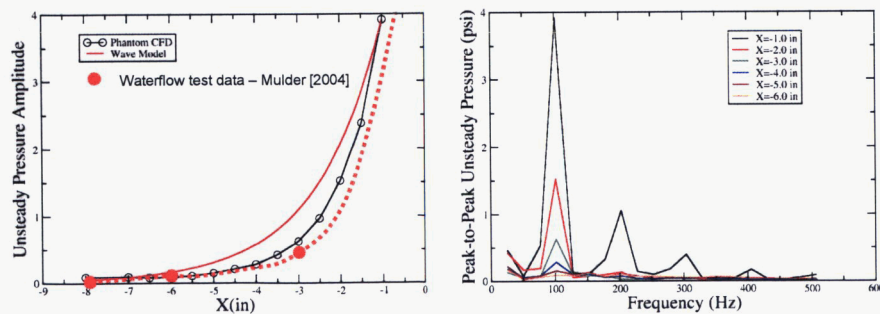 Unsteady Pressure Amplitude
4
3
2
1
0
Phantom CFD
Wave Model
Waterflow test data – Mulder [2004]
-9 -8 -7 -6 -5 -4 -3 -2 -1 0
X(in)
Peak-to-Peak Unsteady Pressure (psi)
4
3
2
1
0
X=-1.0 in
X=-2.0 in
X=-3.0 in
X=-4.0 in
X=-5.0 in
X=-6.0 in
0 100 200 300 400 500 600
Frequency (Hz)